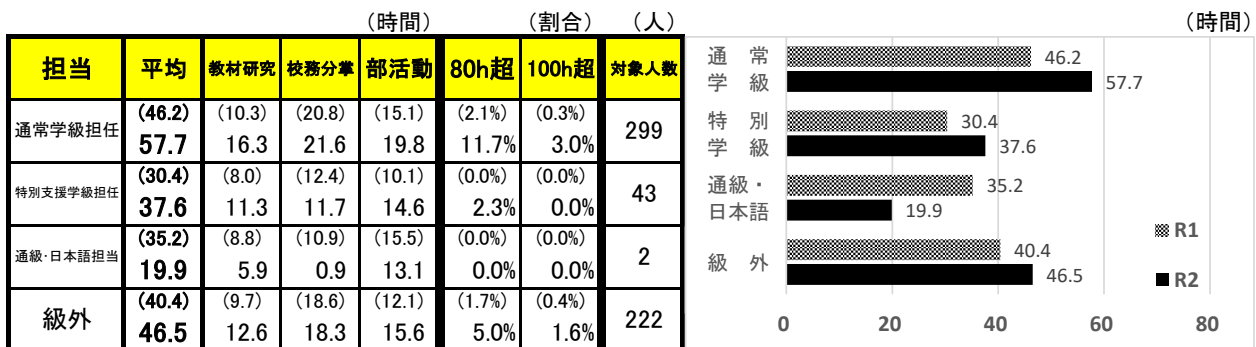 （時間）　（割合）　（人）
担当　平均　教材研究　校務分掌　部活動　80h超　100h超　対象人数
通常学級担任　(46.2)　(10.3)　(20.8)　(15.1)　(2.1%)　(0.3%)　299
57.7　16.3　21.6　19.8　11.7%　3.0%
特別支援学級担任　(30.4)　(8.0)　(12.4)　(10.1)　(0.0%)　(0.0%)　43
37.6　11.3　11.7　14.6　2.3%　0.0%
通級･日本語担当　(35.2)　(8.8)　(10.9)　(15.5)　(0.0%)　(0.0%)　2
19.9　5.9　0.9　13.1　0.0%　0.0%
級外　(40.4)　(9.7)　(18.6)　(12.1)　(1.7%)　(0.4%)　222
46.5　12.6　18.3　15.6　5.0%　1.6%
（時間）
通　常
学　級
46.2
57.7
特　別
学　級
30.4
37.6
通級・
日本語
35.2
19.9
級　外
40.4
46.5
R1
R2
0　20　40　60　80